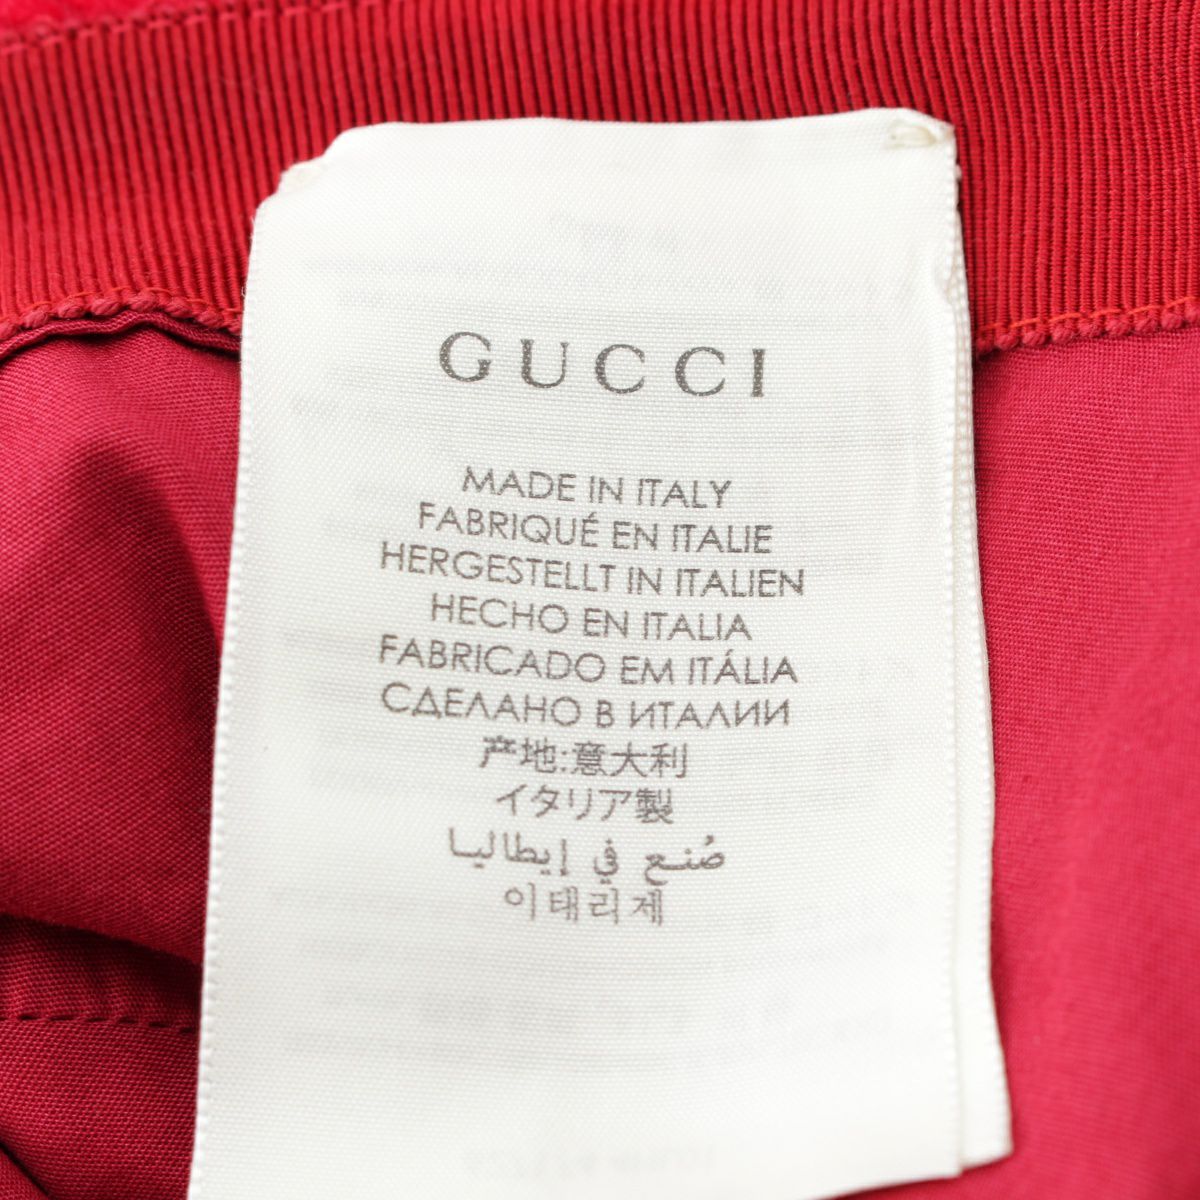 GUCCI
MADE IN ITALY
FABRIQUÉ EN ITALIE
HERGESTELLT IN ITALIEN
HECHO EN ITALIA
FABRICADO EM ITÁLIA
СДЕЛАНО В ИТАЛИИ
产地:意大利
イタリア製
صُنع في إيطاليا
이태리제